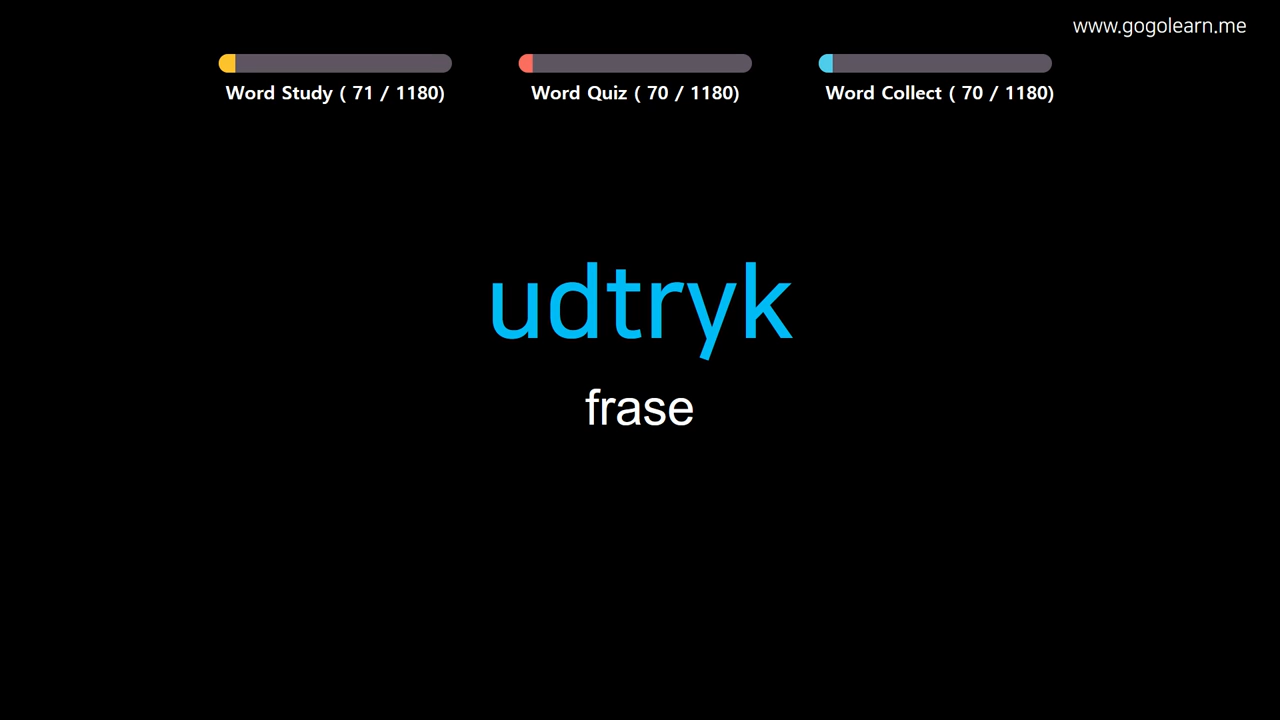 www.gogolearn.me
Word Study ( 71 / 1180)
Word Quiz ( 70 / 1180)
Word Collect ( 70 / 1180)
udtryk
frase